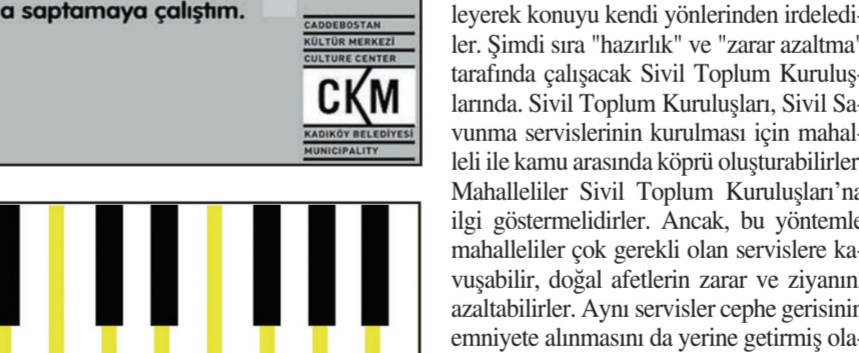 a saptamaya çalıştım.
CADDEBOSTAN
KÜLTÜR MERKEZİ
CULTURE CENTER
CKM
KADIKÖY BELEDİYESİ
MUNICIPALITY
leyerek konuyu kendi yönlerinden irdeledi-
ler. Şimdi sıra "hazırlık" ve "zarar azaltma"
tarafında çalışacak Sivil Toplum Kuruluş-
larında. Sivil Toplum Kuruluşları, Sivil Sa-
vunma servislerinin kurulması için mahal-
leli ile kamu arasında köprü oluşturabilirler
Mahalleliler Sivil Toplum Kuruluşları'na
ilgi göstermelidirler. Ancak, bu yöntemle
mahalleliler çok gerekli olan servislere ka-
vuşabilir, doğal afetlerin zarar ve ziyanını
azaltabilirler. Aynı servisler cephe gerisinin
emniyete alınmasını da yerine getirmiş ola-